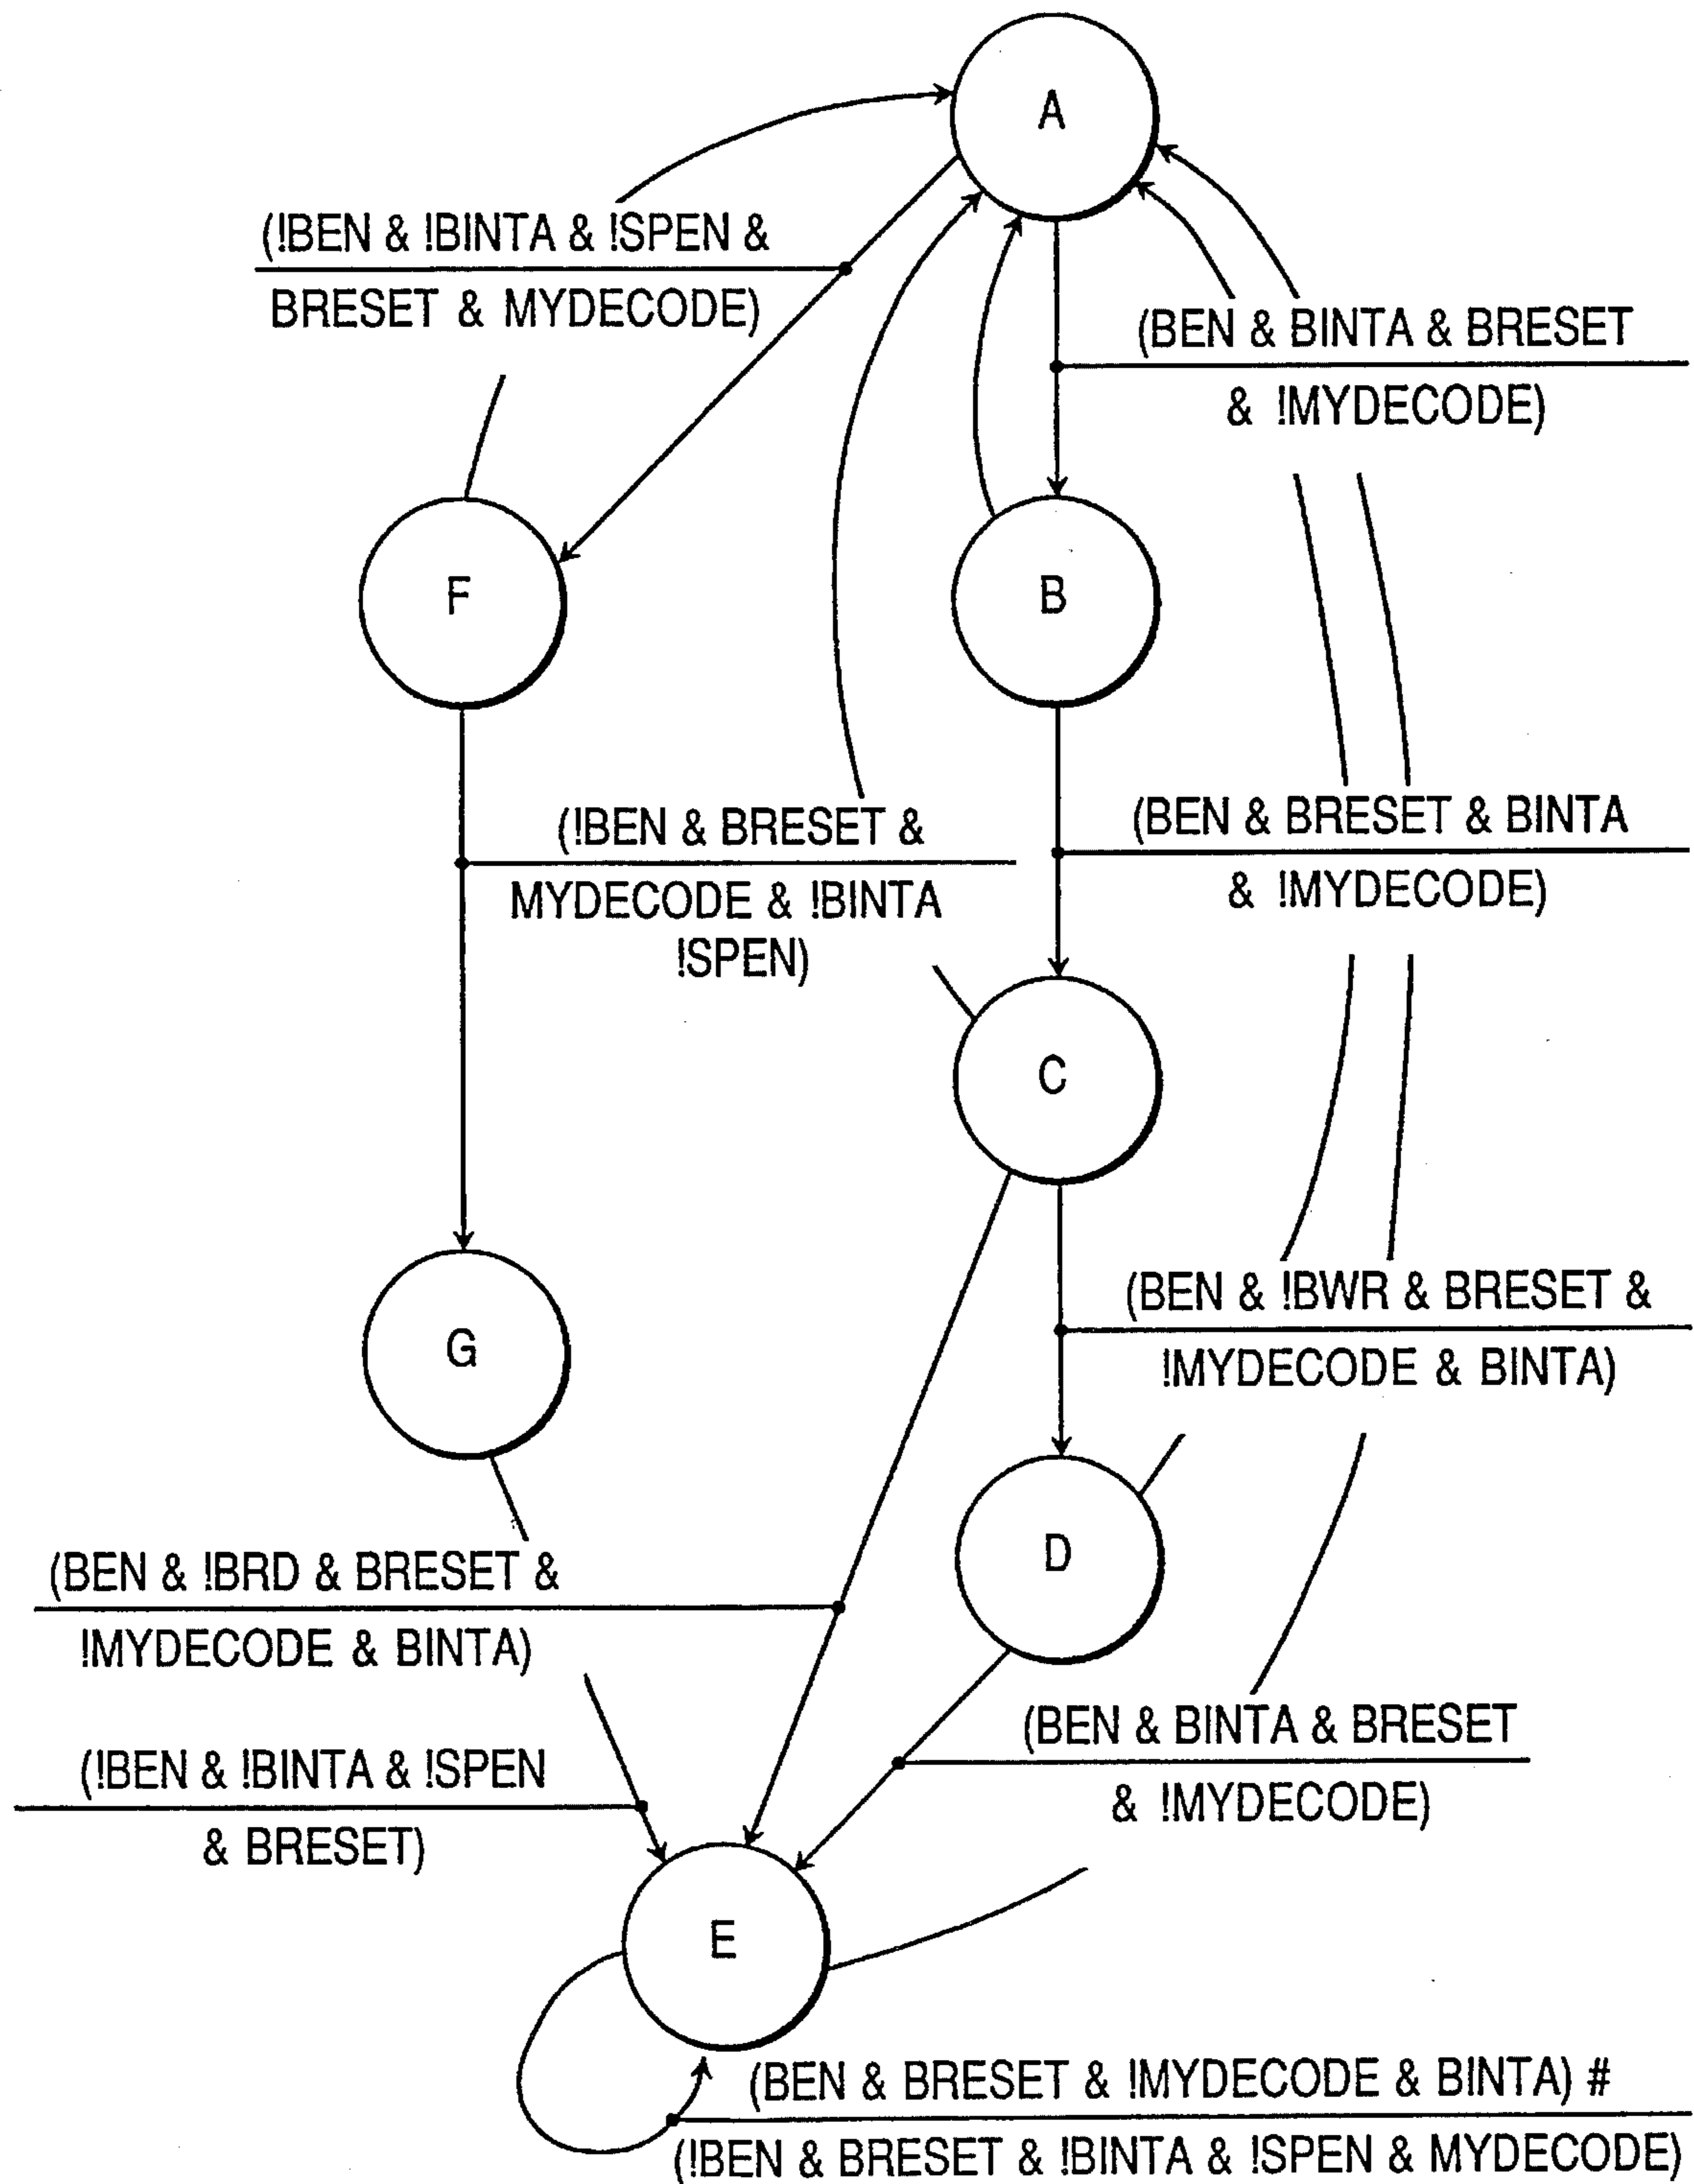 A
(!BEN & !BINTA & !SPEN &
BRESET & MYDECODE)
(BEN & BINTA & BRESET
& !MYDECODE)
F
B
(!BEN & BRESET &
MYDECODE & !BINTA
!SPEN)
(BEN & BRESET & BINTA
& !MYDECODE)
C
(BEN & !BWR & BRESET &
!MYDECODE & BINTA)
G
D
(BEN & !BRD & BRESET &
!MYDECODE & BINTA)
(BEN & BINTA & BRESET
& !MYDECODE)
(!BEN & !BINTA & !SPEN
& BRESET)
E
(BEN & BRESET & !MYDECODE & BINTA) #
(!BEN & BRESET & !BINTA & !SPEN & MYDECODE)